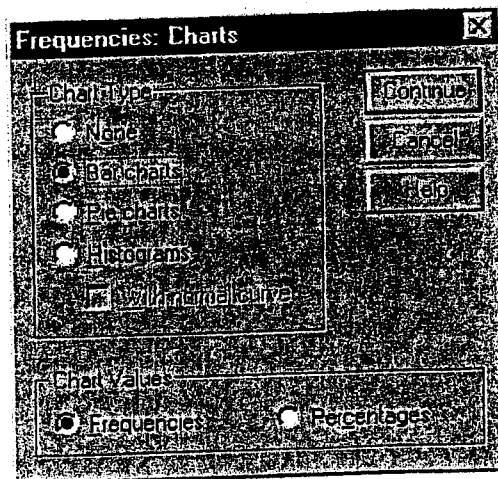 Frequencies: Charts
Chart Type
None
Bar charts
Pie charts
Histograms
With normal curve
Continue
Cancel
Help
Chart Values
Frequencies
Percentages